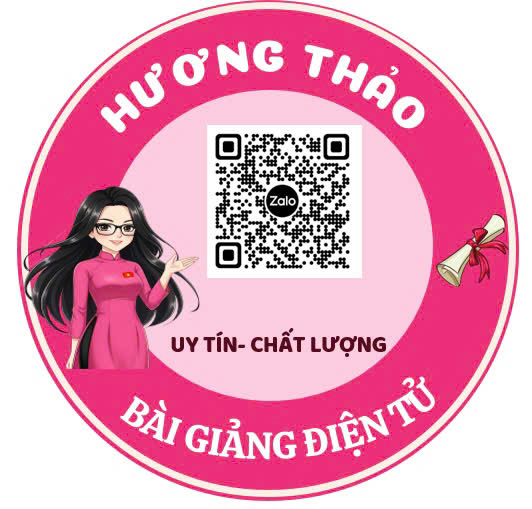 HƯƠNG THẢO
Zalo
UY TÍN- CHẤT LƯỢNG
BÀI GIẢNG ĐIỆN TỬ